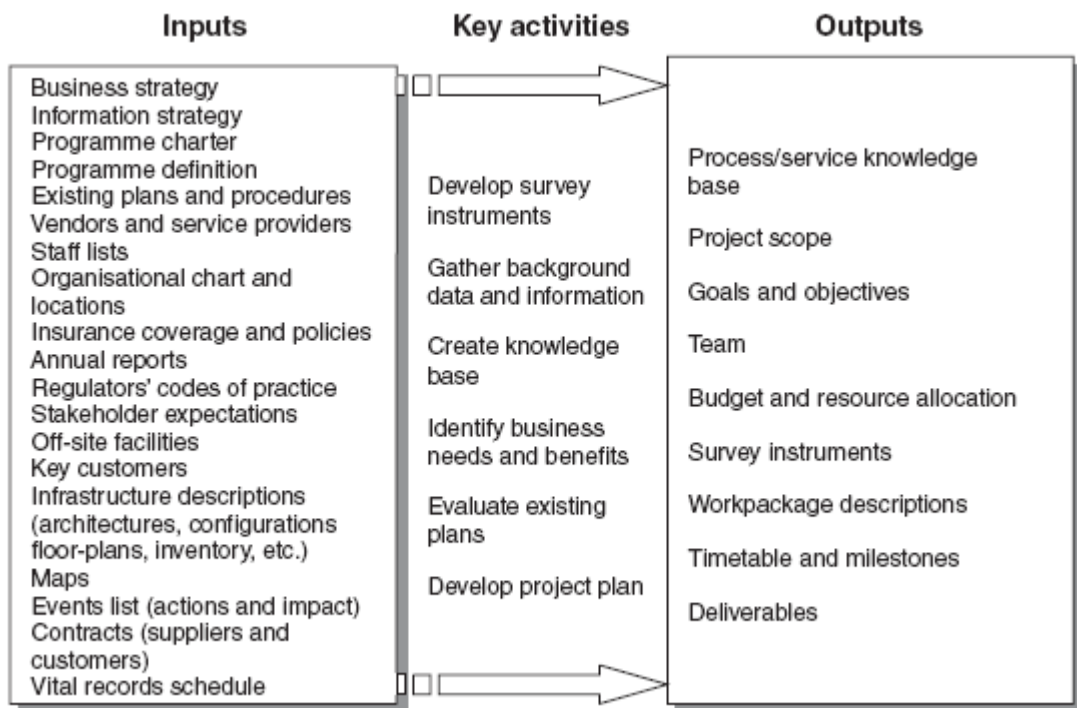 Inputs
Key activities
Outputs
Business strategy
Information strategy
Programme charter
Programme definition
Existing plans and procedures
Vendors and service providers
Staff lists
Organisational chart and
locations
Insurance coverage and policies
Annual reports
Regulators' codes of practice
Stakeholder expectations
Off-site facilities
Key customers
Infrastructure descriptions
(architectures, configurations
floor-plans, inventory, etc.)
Maps
Events list (actions and impact)
Contracts (suppliers and
customers)
Vital records schedule
Develop survey
instruments
Gather background
data and information
Create knowledge
base
Identify business
needs and benefits
Evaluate existing
plans
Develop project plan
Process/service knowledge
base
Project scope
Goals and objectives
Team
Budget and resource allocation
Survey instruments
Workpackage descriptions
Timetable and milestones
Deliverables